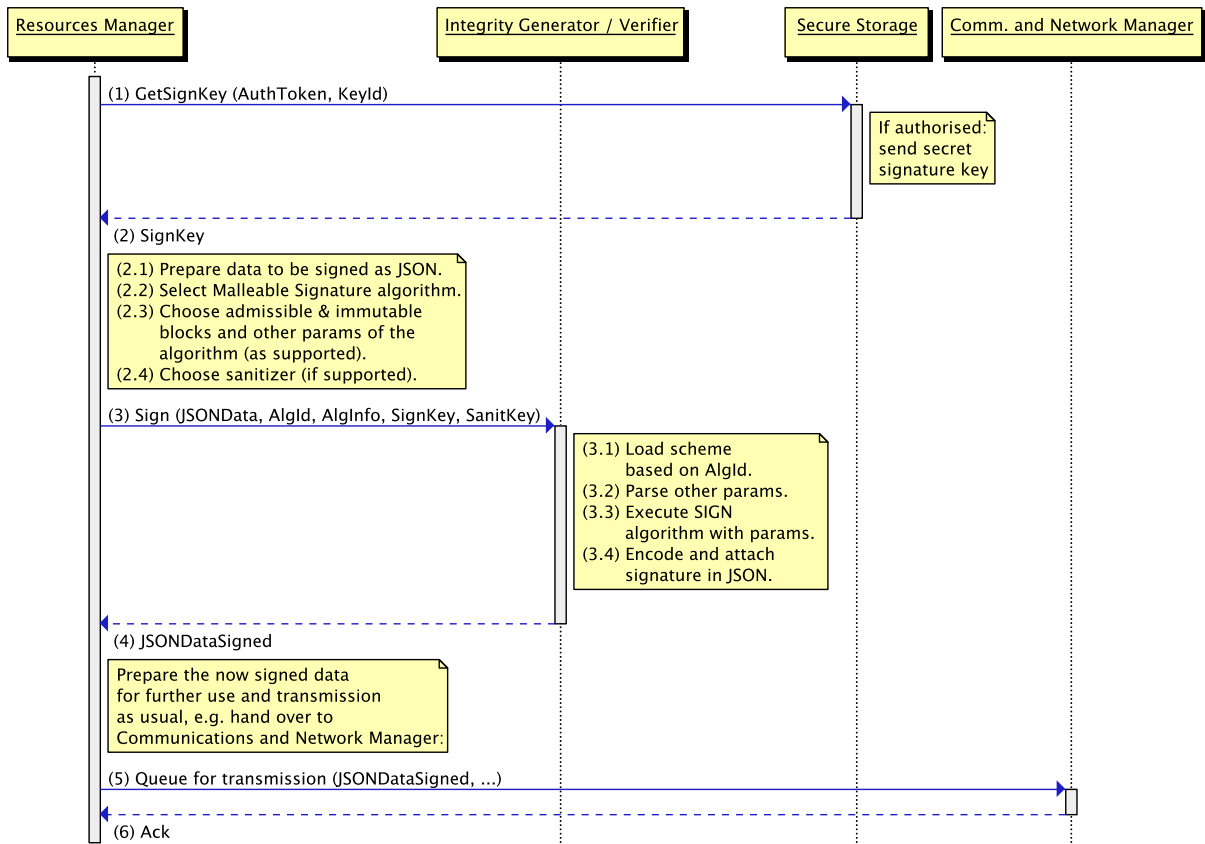 Resources Manager
Integrity Generator / Verifier
Secure Storage
Comm. and Network Manager
(1) GetSignKey (AuthToken, KeyId)
If authorised:
send secret
signature key
(2) SignKey
(2.1) Prepare data to be signed as JSON.
(2.2) Select Malleable Signature algorithm.
(2.3) Choose admissible & immutable
blocks and other params of the
algorithm (as supported).
(2.4) Choose sanitizer (if supported).
(3) Sign (JSONData, AlgId, AlgInfo, SignKey, SanitKey)
(3.1) Load scheme
based on AlgId.
(3.2) Parse other params.
(3.3) Execute SIGN
algorithm with params.
(3.4) Encode and attach
signature in JSON.
(4) JSONDataSigned
Prepare the now signed data
for further use and transmission
as usual, e.g. hand over to
Communications and Network Manager:
(5) Queue for transmission (JSONDataSigned, ...)
(6) Ack